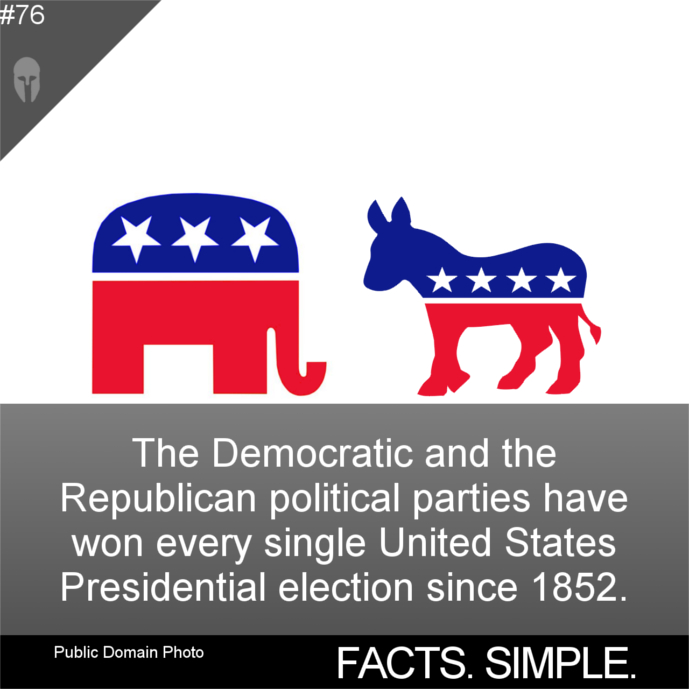 #76
The Democratic and the
Republican political parties have
won every single United States
Presidential election since 1852.
Public Domain Photo
FACTS. SIMPLE.